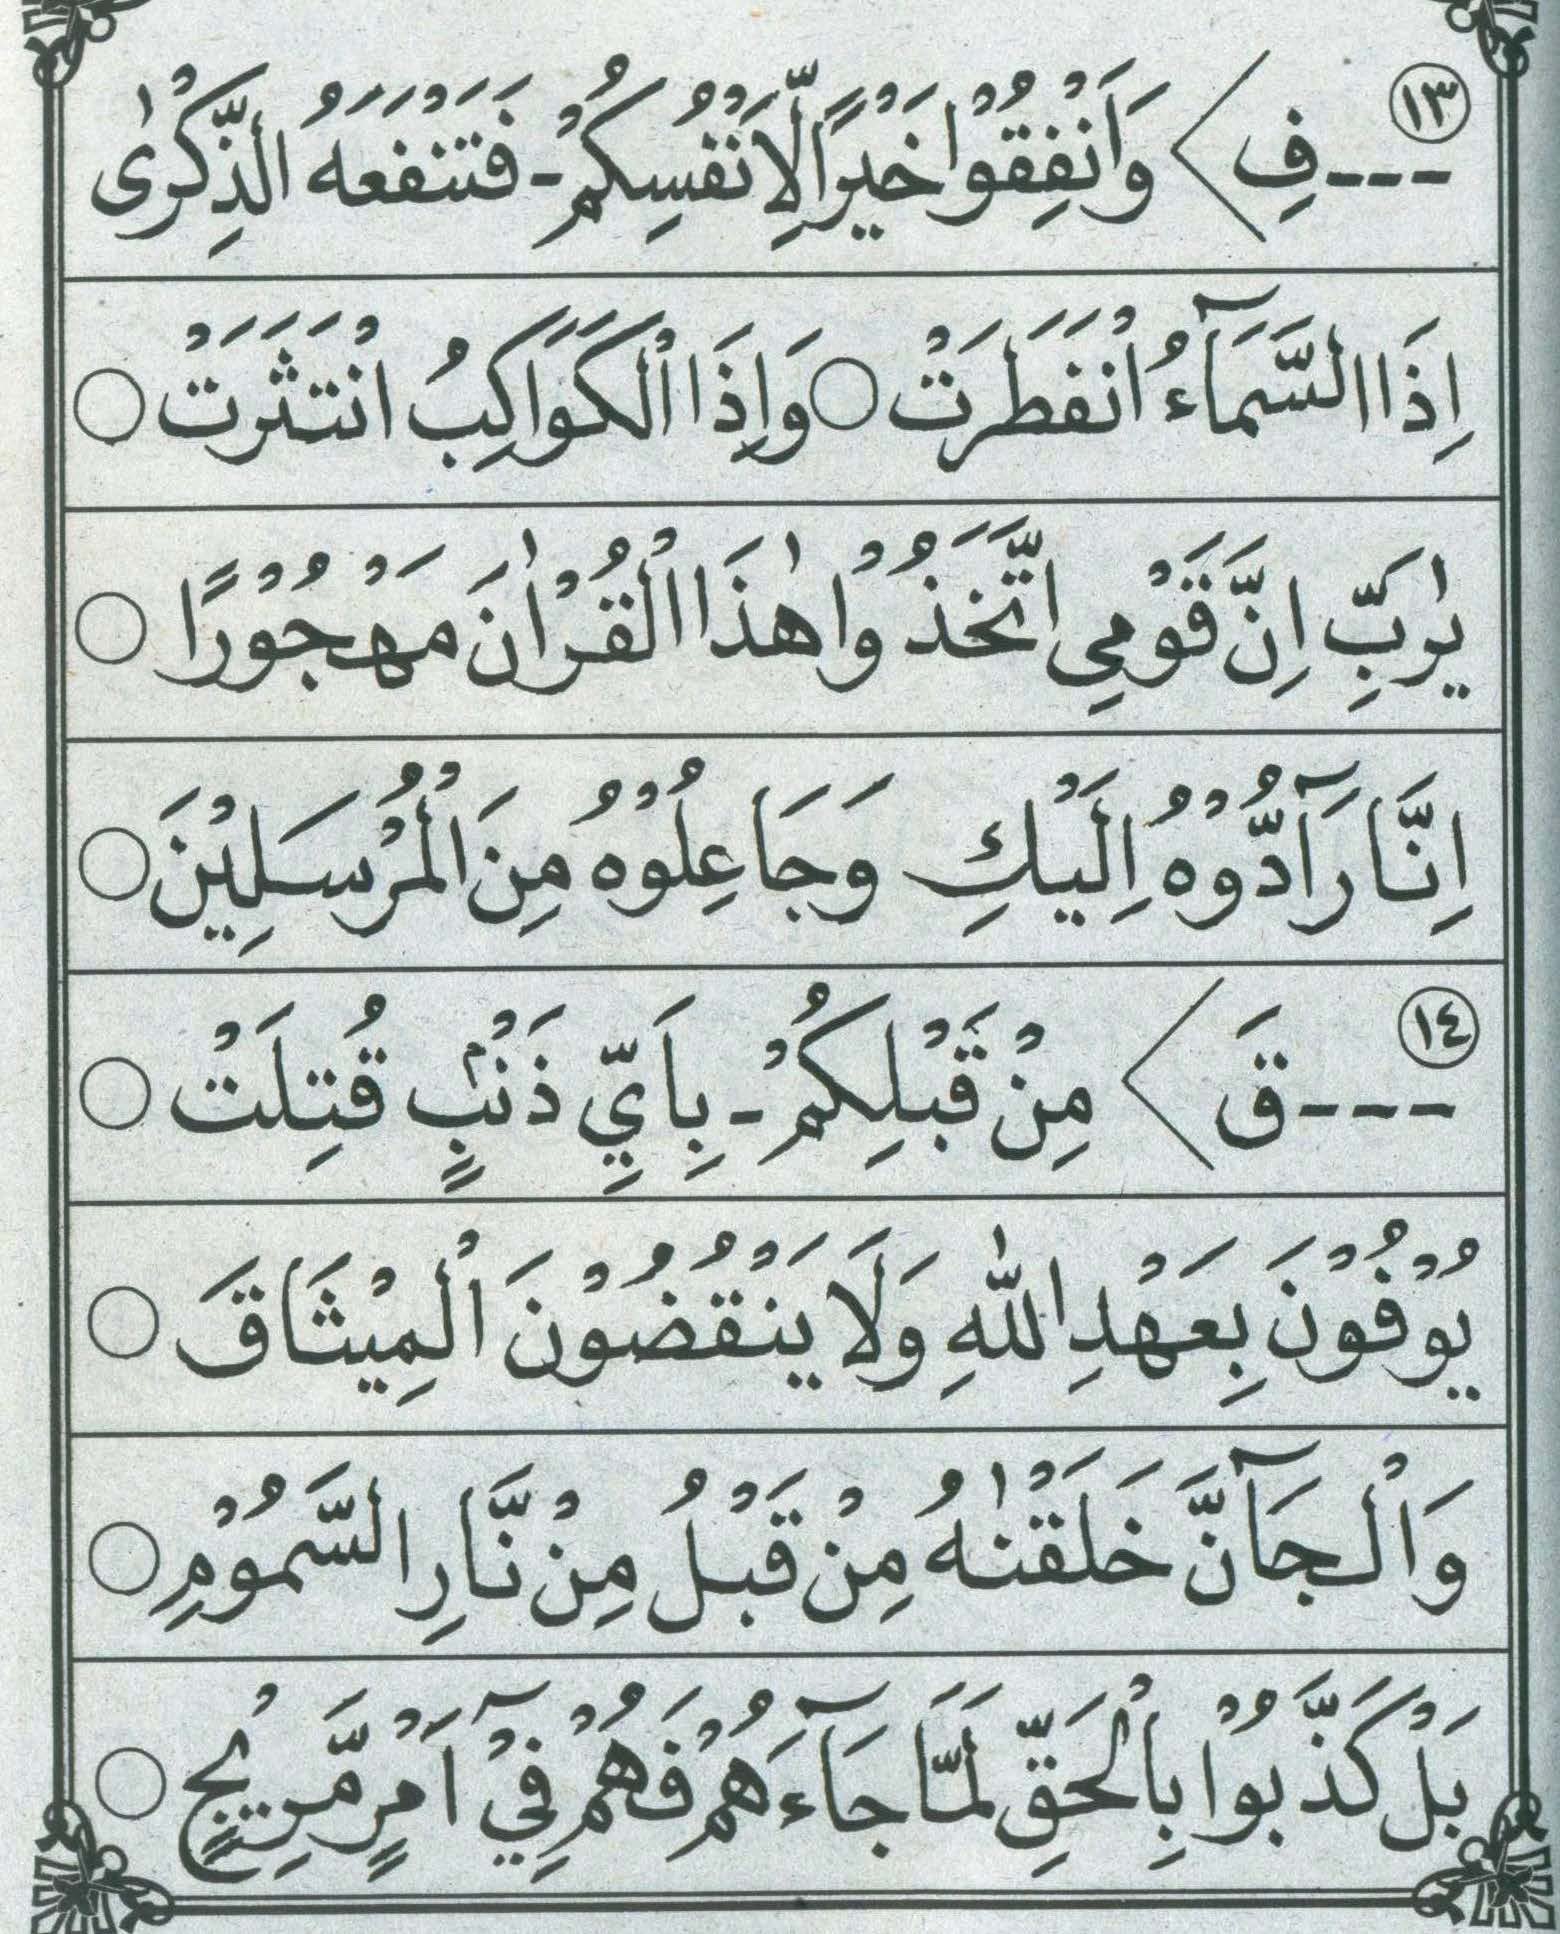 ١٣ ---فِ > وَاَنْفِقُوْا خَيْرًا لِّاَنْفُسِكُمْ - فَتَنْفَعَهُ الذِّكْرٰى
اِذَا السَّمَآءُ انْفَطَرَتْ ○ وَاِذَا الْكَوَاكِبُ انْتَثَرَتْ ○
يٰرَبِّ اِنَّ قَوْمِى اتَّخَذُوْا هٰذَا الْقُرْاٰنَ مَهْجُوْرًا ○
اِنَّا رَآدُّوْهُ اِلَيْكِ وَجَاعِلُوْهُ مِنَ الْمُرْسَلِيْنَ ○
١٤ ---قَ > مِنْ قَبْلِكُمْ - بِاَيِّ ذَنْۢبٍ قُتِلَتْ ○
يُوْفُوْنَ بِعَهْدِ اللّٰهِ وَلَا يَنْقُضُوْنَ الْمِيْثَاقَ ○
وَالْجَآنَّ خَلَقْنٰهُ مِنْ قَبْلُ مِنْ نَّارِ السَّمُوْمِ ○
بَلْ كَذَّبُوْا بِالْحَقِّ لَمَّا جَآءَهُمْ فَهُمْ فِيْٓ اَمْرٍ مَّرِيْجٍ ○